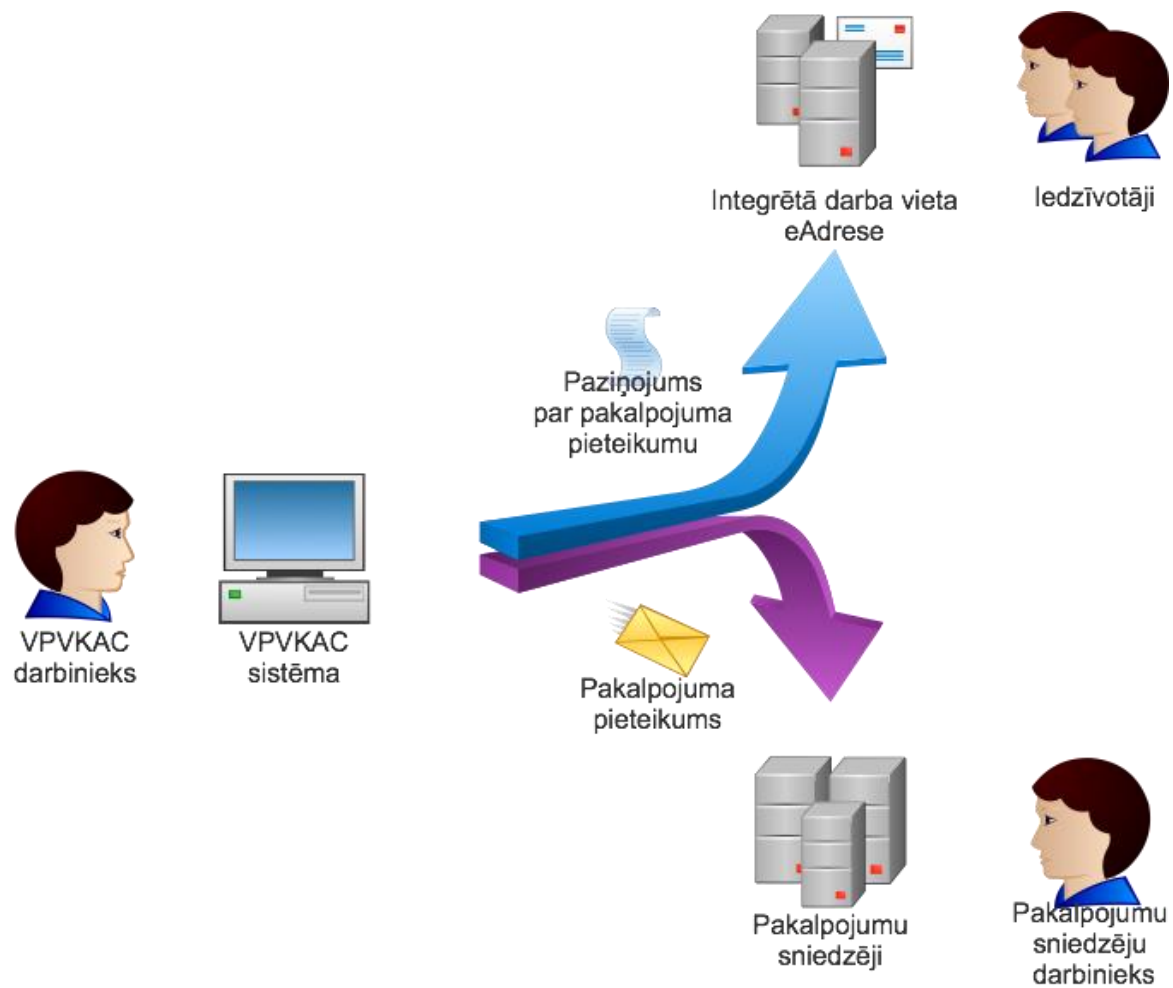 Integrētā darba vieta
eAdrese
Iedzīvotāji
Paziņojums
par pakalpojuma
pieteikumu
VPVKAC
darbinieks
VPVKAC
sistēma
Pakalpojuma
pieteikums
Pakalpojumu
sniedzēji
Pakalpojumu
sniedzēju
darbinieks